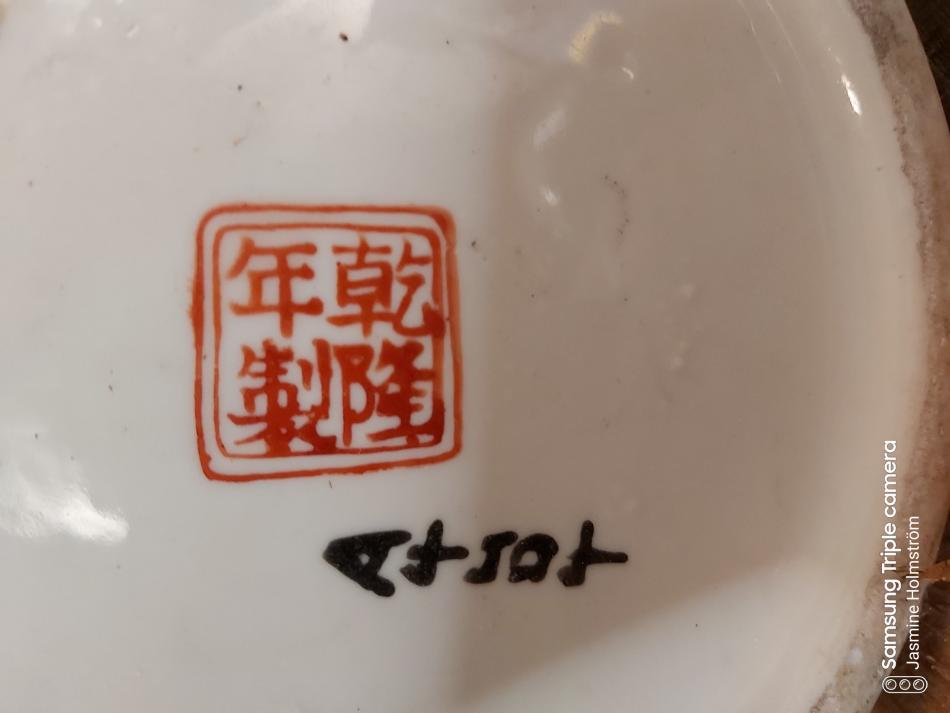 乾隆
年製
Samsung Triple camera
Jasmine Holmström